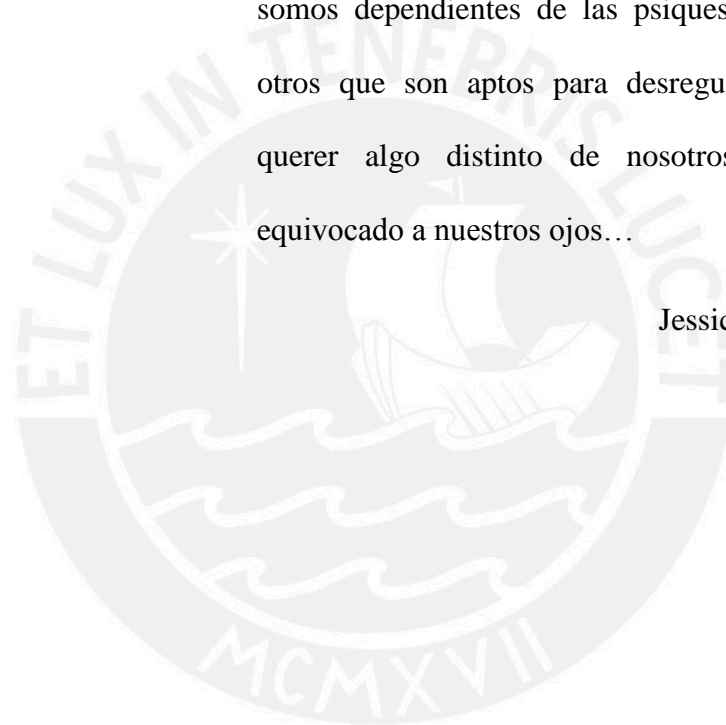 somos dependientes de las psiques
otros que son aptos para
querer algo distinto de
equivocado a nuestros ojos…
ET LUX IN TENEBRIS LUCET
MCMXVII